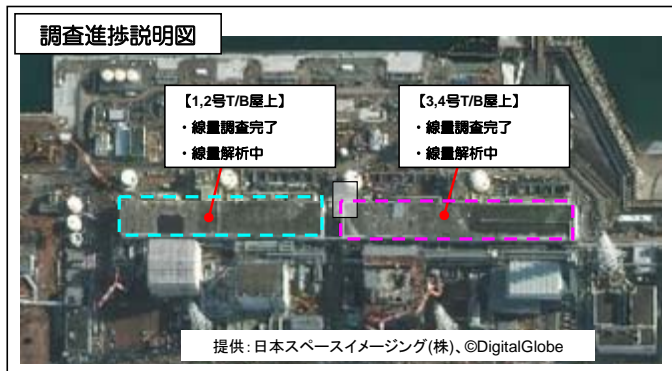 調査進捗説明図
【1,2号T/B屋上】
・線量調査完了
・線量解析中
【3,4号T/B屋上】
・線量調査完了
・線量解析中
提供:日本スペースイメージング(株)、©DigitalGlobe